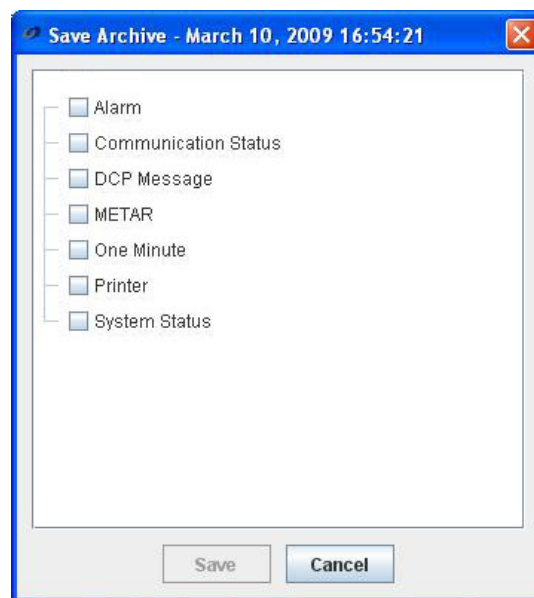 Save Archive - March 10, 2009 16:54:21
Alarm
Communication Status
DCP Message
METAR
One Minute
Printer
System Status
Save Cancel